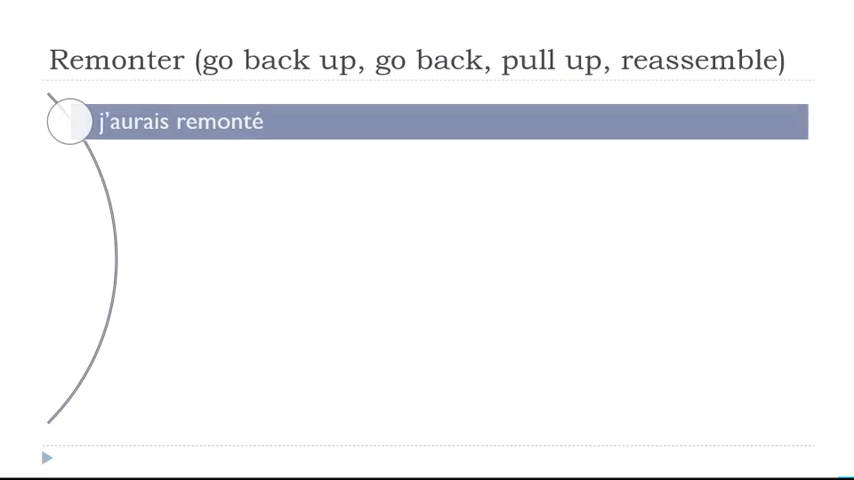 Remonter (go back up, go back, pull up, reassemble)
j’aurais remonté